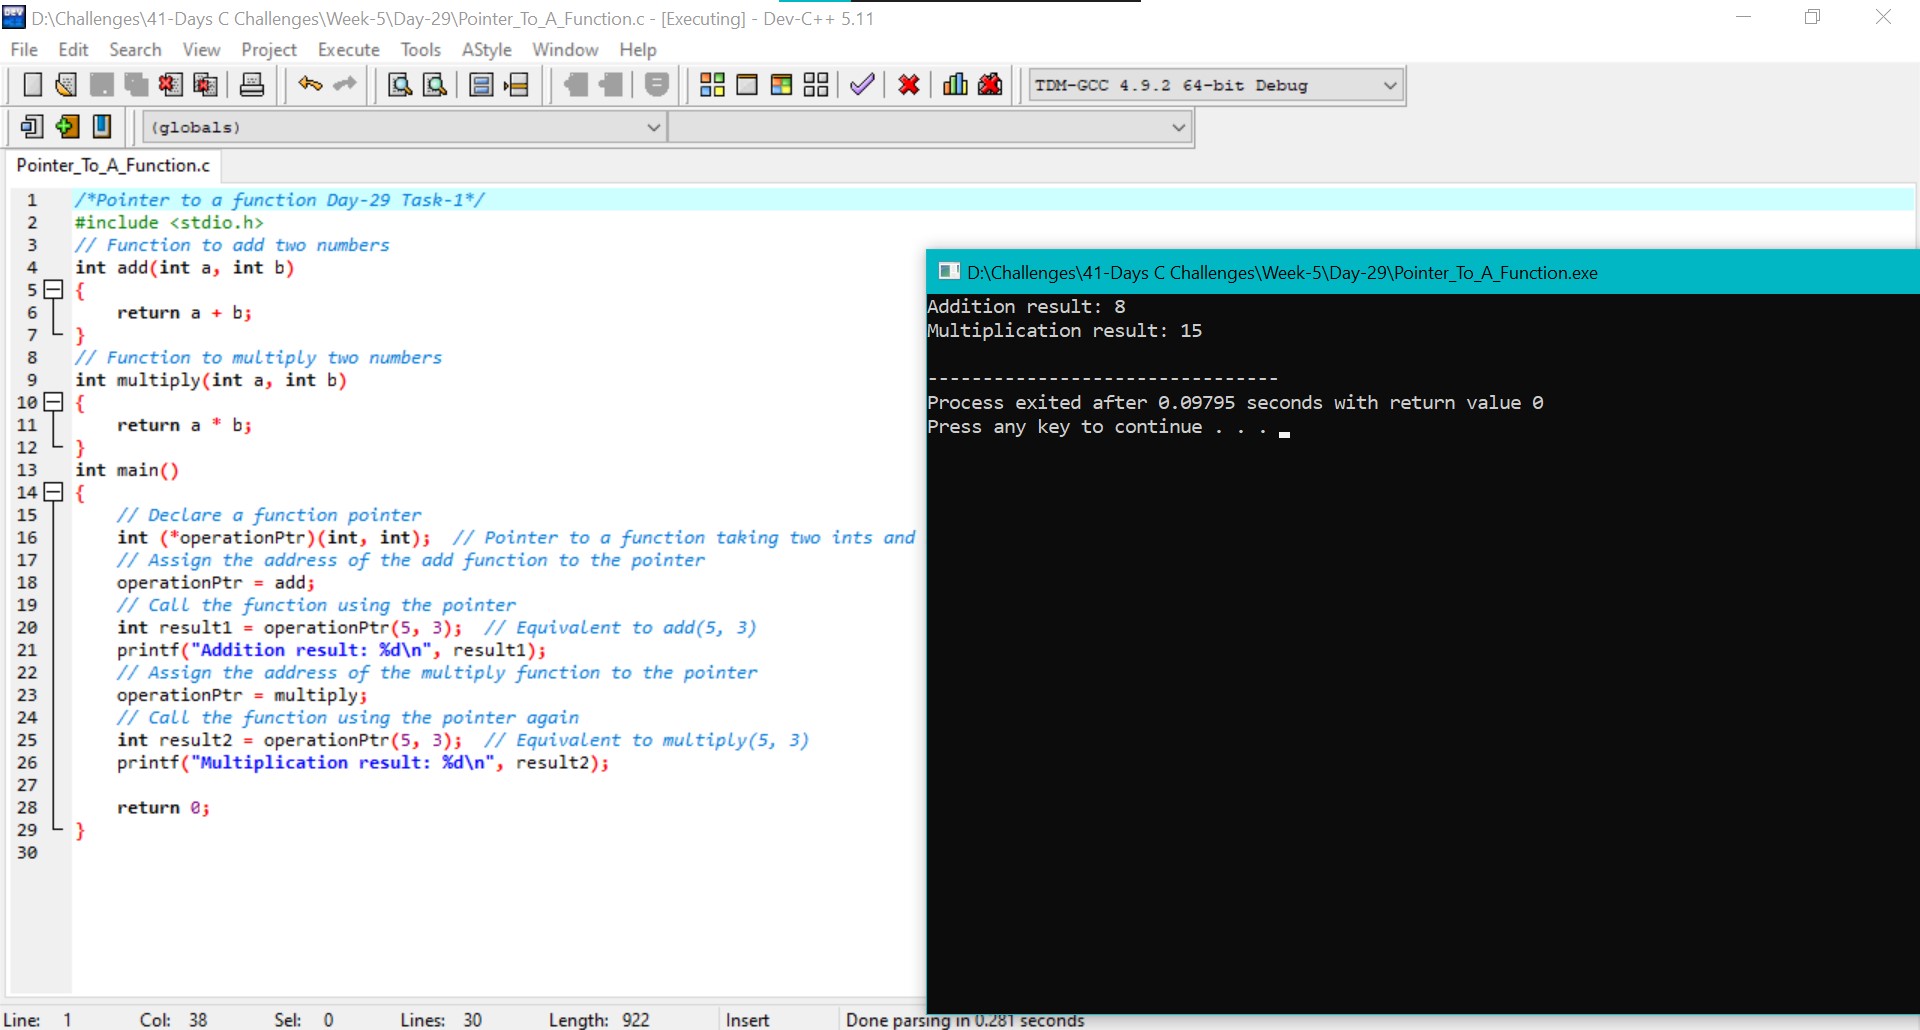 D:\Challenges\41-Days C Challenges\Week-5\Day-29\Pointer_To_A_Function.c - [Executing] - Dev-C++ 5.11
File Edit Search View Project Execute Tools AStyle Window Help
TDM-GCC 4.9.2 64-bit Debug
(globals)
Pointer_To_A_Function.c
1 /*Pointer to a function Day-29 Task-1*/
2 #include <stdio.h>
3 // Function to add two numbers
4 int add(int a, int b)
5 {
6 return a + b;
7 }
8 // Function to multiply two numbers
9 int multiply(int a, int b)
10 {
11 return a * b;
12 }
13 int main()
14 {
15 // Declare a function pointer
16 int (*operationPtr)(int, int); // Pointer to a function taking two ints and
17 // Assign the address of the add function to the pointer
18 operationPtr = add;
19 // Call the function using the pointer
20 int result1 = operationPtr(5, 3); // Equivalent to add(5, 3)
21 printf("Addition result: %d\n", result1);
22 // Assign the address of the multiply function to the pointer
23 operationPtr = multiply;
24 // Call the function using the pointer again
25 int result2 = operationPtr(5, 3); // Equivalent to multiply(5, 3)
26 printf("Multiplication result: %d\n", result2);
27
28 return 0;
29 }
30
D:\Challenges\41-Days C Challenges\Week-5\Day-29\Pointer_To_A_Function.exe
Addition result: 8
Multiplication result: 15
--------------------------------
Process exited after 0.09795 seconds with return value 0
Press any key to continue . . .
Line: 1 Col: 38 Sel: 0 Lines: 30 Length: 922 Insert Done parsing in 0.281 seconds